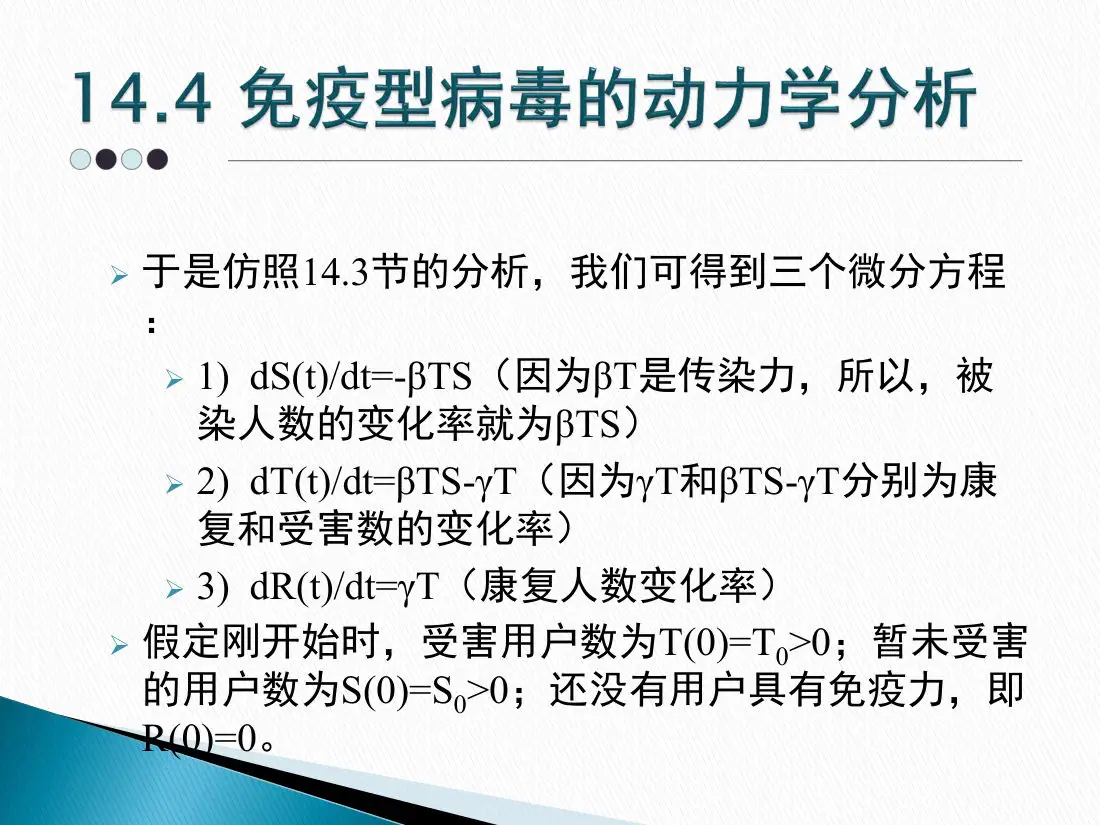 14.4 免疫型病毒的动力学分析
于是仿照14.3节的分析，我们可得到三个微分方程
：
1) dS(t)/dt=-βTS（因为βT是传染力，所以，被
染人数的变化率就为βTS）
2) dT(t)/dt=βTS-γT（因为γT和βTS-γT分别为康
复和受害数的变化率）
3) dR(t)/dt=γT（康复人数变化率）
假定刚开始时，受害用户数为T(0)=T₀>0；暂未受害
的用户数为S(0)=S₀>0；还没有用户具有免疫力，即
R(0)=0。